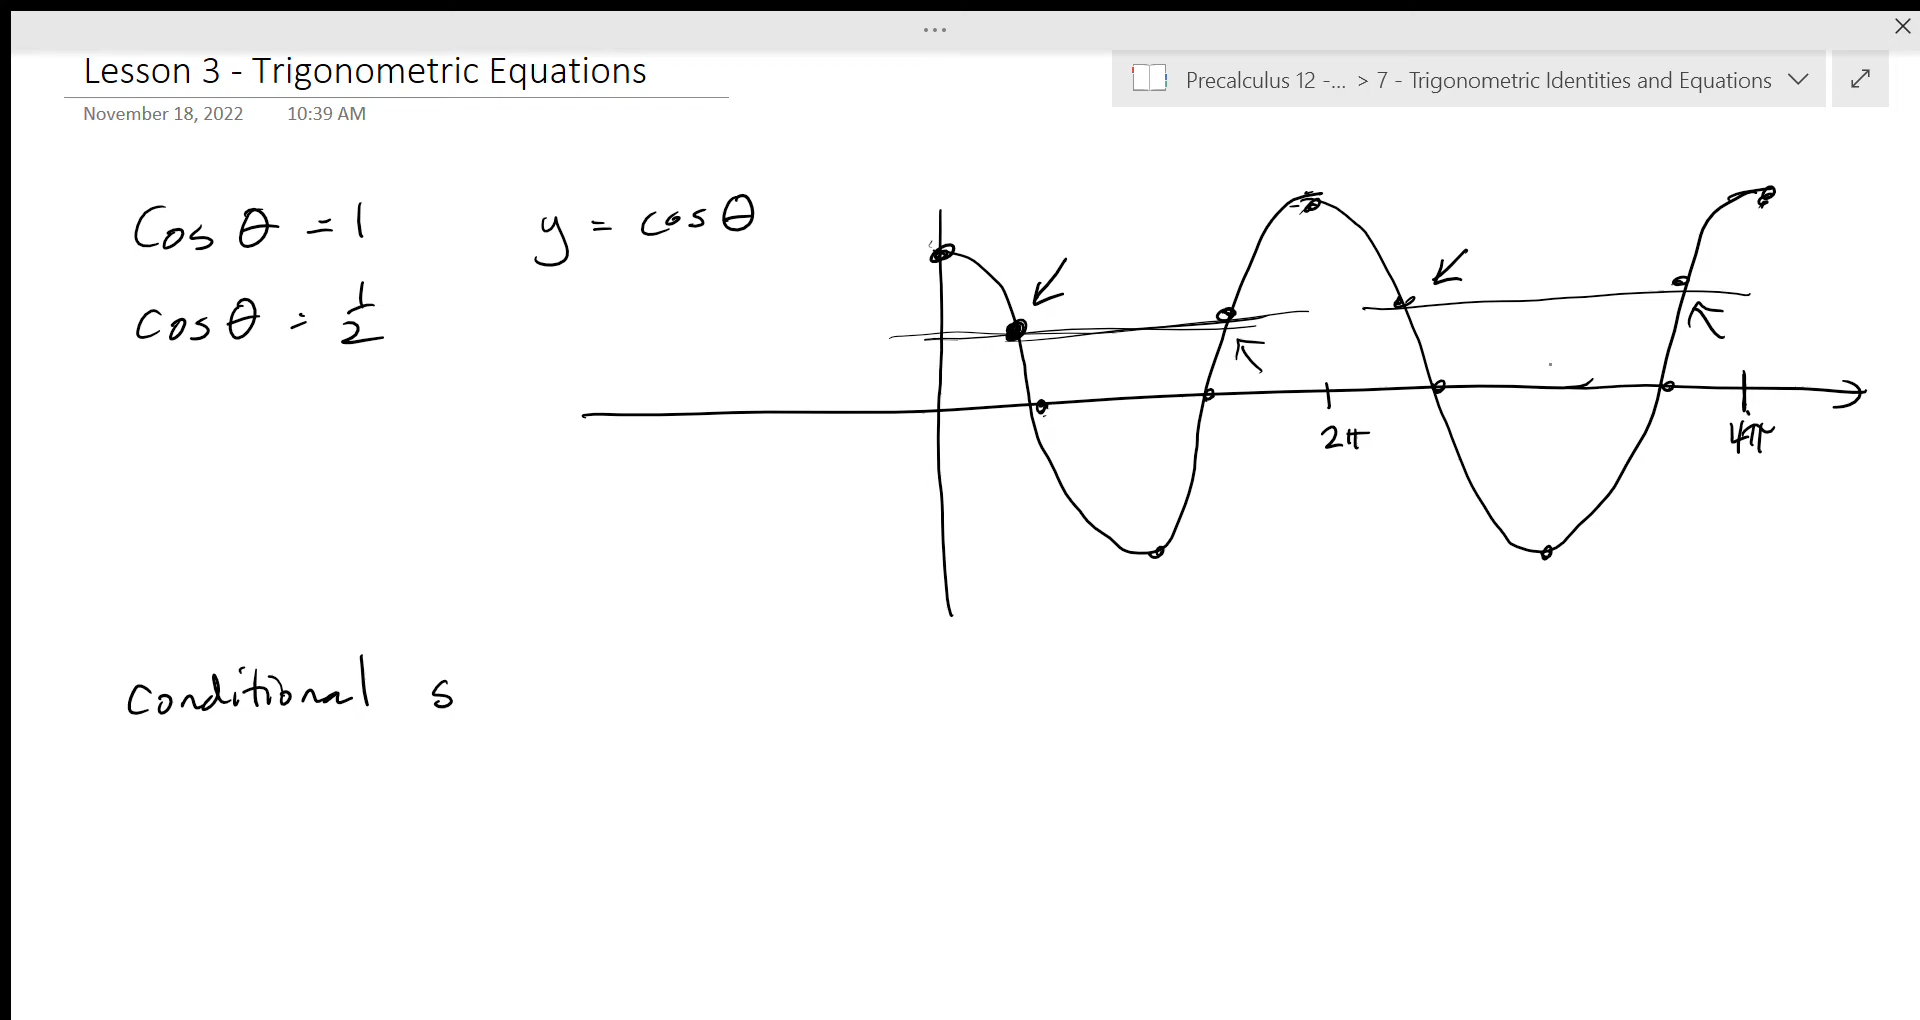 Lesson 3 - Trigonometric Equations
Precalculus 12 -... > 7 - Trigonometric Identities and Equations
November 18, 2022 10:39 AM
Cos θ = 1
y = cos θ
cos θ = 1/2
2π
4π
conditional s